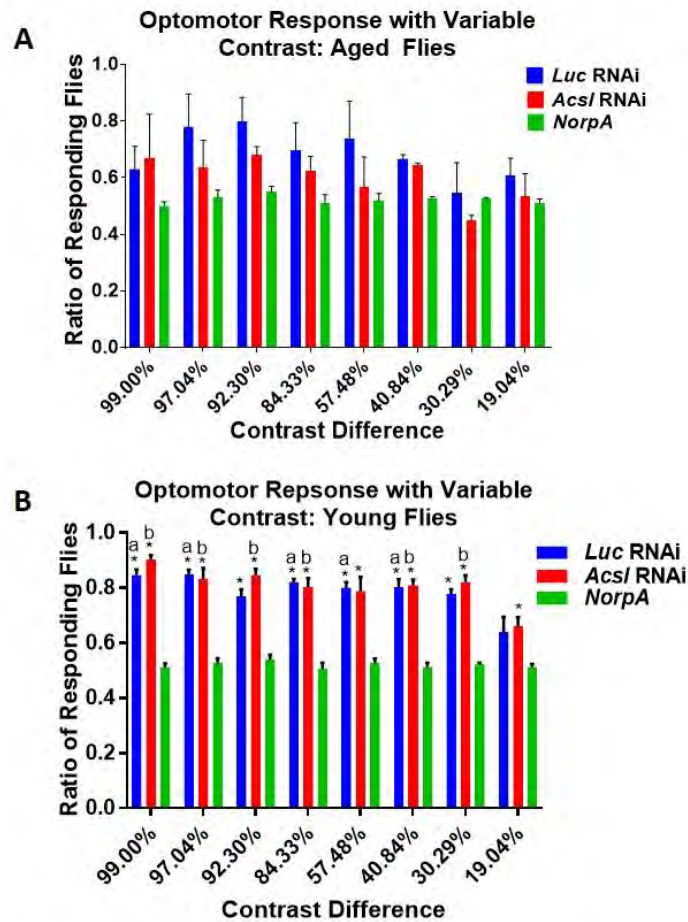 A
Optomotor Response with Variable
Contrast: Aged Flies
Ratio of Responding Flies
1.0
0.8
0.6
0.4
0.2
0.0
Luc RNAi
Acsl RNAi
NorpA
99.00%
97.04%
92.30%
84.33%
57.48%
40.84%
30.29%
19.04%
Contrast Difference
B
Optomotor Repsonse with Variable
Contrast: Young Flies
Ratio of Responding Flies
1.0
0.8
0.6
0.4
0.2
0.0
a b a b b a b a a b b
* * * * * * * * * * * * * * *
Luc RNAi
Acsl RNAi
NorpA
99.00%
97.04%
92.30%
84.33%
57.48%
40.84%
30.29%
19.04%
Contrast Difference